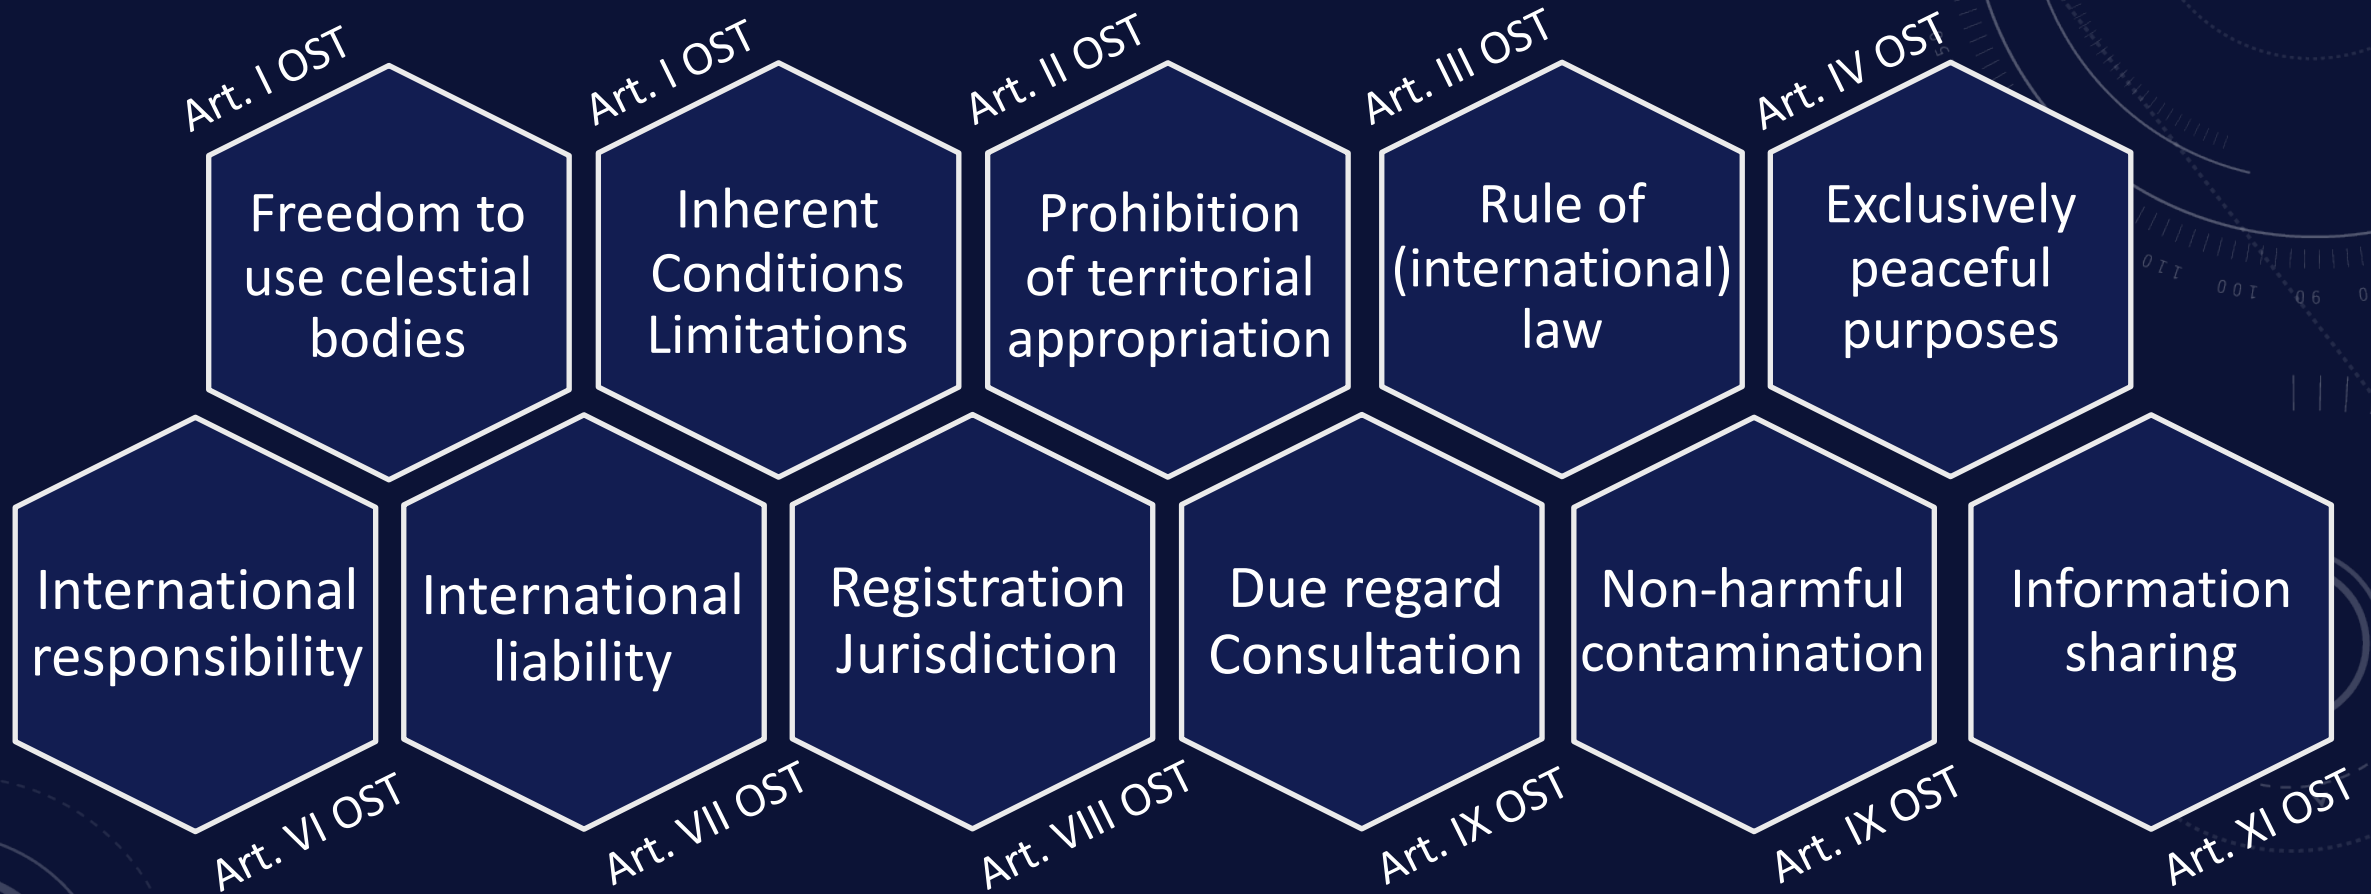 Art. I OST
Art. I OST
Art. II OST
Art. III OST
Art. IV OST
Freedom to
use celestial
bodies
Inherent
Conditions
Limitations
Prohibition
of territorial
appropriation
Rule of
(international)
law
Exclusively
peaceful
purposes
International
responsibility
International
liability
Registration
Jurisdiction
Due regard
Consultation
Non-harmful
contamination
Information
sharing
Art. VI OST
Art. VII OST
Art. VIII OST
Art. IX OST
Art. IX OST
Art. XI OST
110
100
90